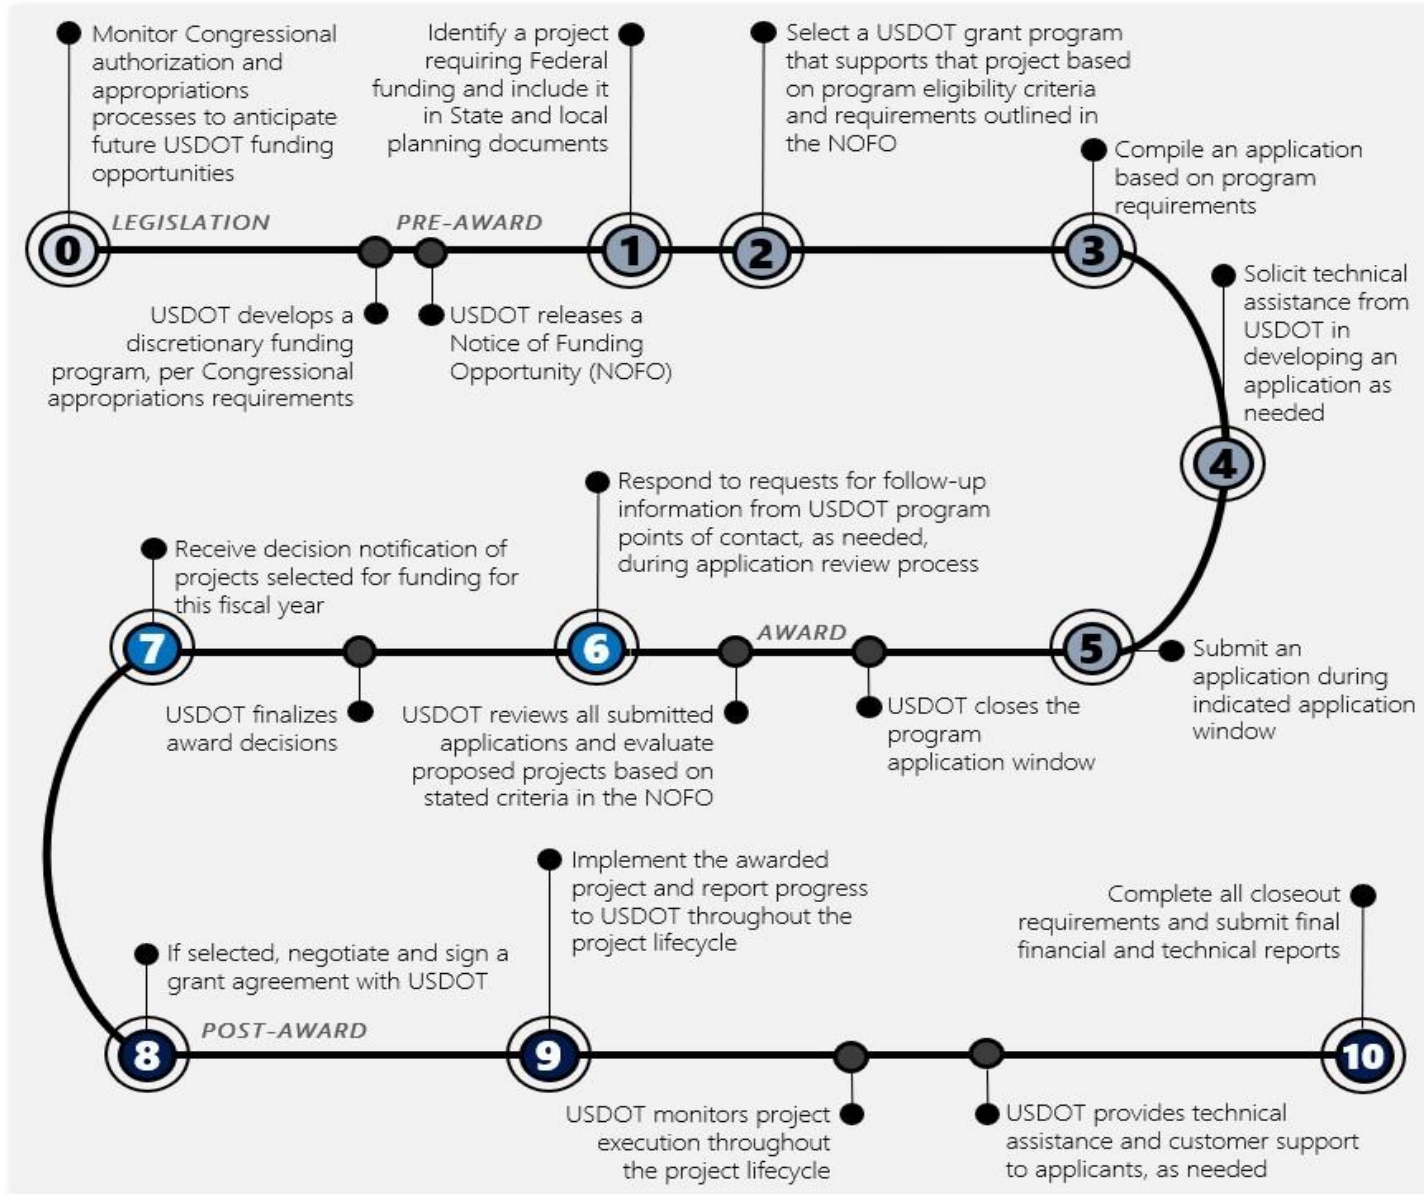 Monitor Congressional
authorization and
appropriations
processes to anticipate
future USDOT funding
opportunities
Identify a project
requiring Federal
funding and include it
in State and local
planning documents
Select a USDOT grant program
that supports that project based
on program eligibility criteria
and requirements outlined in
the NOFO
Compile an application
based on program
requirements
LEGISLATION
PRE-AWARD
0
1
2
3
USDOT develops a
discretionary funding
program, per Congressional
appropriations requirements
USDOT releases a
Notice of Funding
Opportunity (NOFO)
Solicit technical
assistance from
USDOT in
developing an
application as
needed
4
Respond to requests for follow-up
information from USDOT program
points of contact, as needed,
during application review process
Receive decision notification of
projects selected for funding for
this fiscal year
7
6
AWARD
5
Submit an
application during
indicated application
window
USDOT finalizes
award decisions
USDOT reviews all submitted
applications and evaluate
proposed projects based on
stated criteria in the NOFO
USDOT closes the
program
application window
If selected, negotiate and sign a
grant agreement with USDOT
Implement the awarded
project and report progress
to USDOT throughout the
project lifecycle
Complete all closeout
requirements and submit final
financial and technical reports
8
POST-AWARD
9
10
USDOT monitors project
execution throughout
the project lifecycle
USDOT provides technical
assistance and customer support
to applicants, as needed